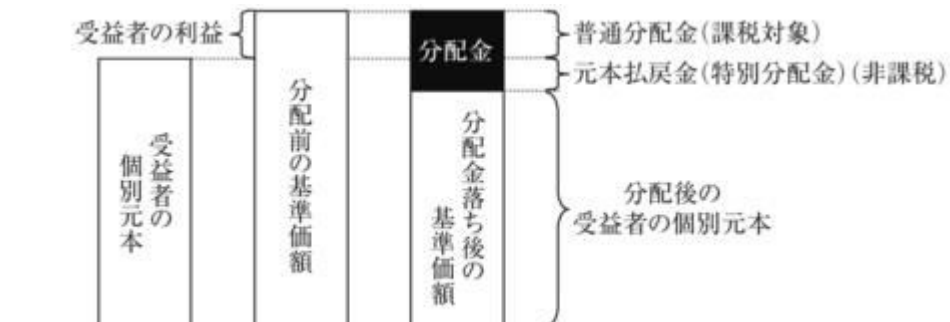 受益者の利益
分配金
普通分配金(課税対象)
元本払戻金(特別分配金)(非課税)
受益者の
個別元本
分配前の基準価額
分配金落ち後の
基準価額
分配後の
受益者の個別元本